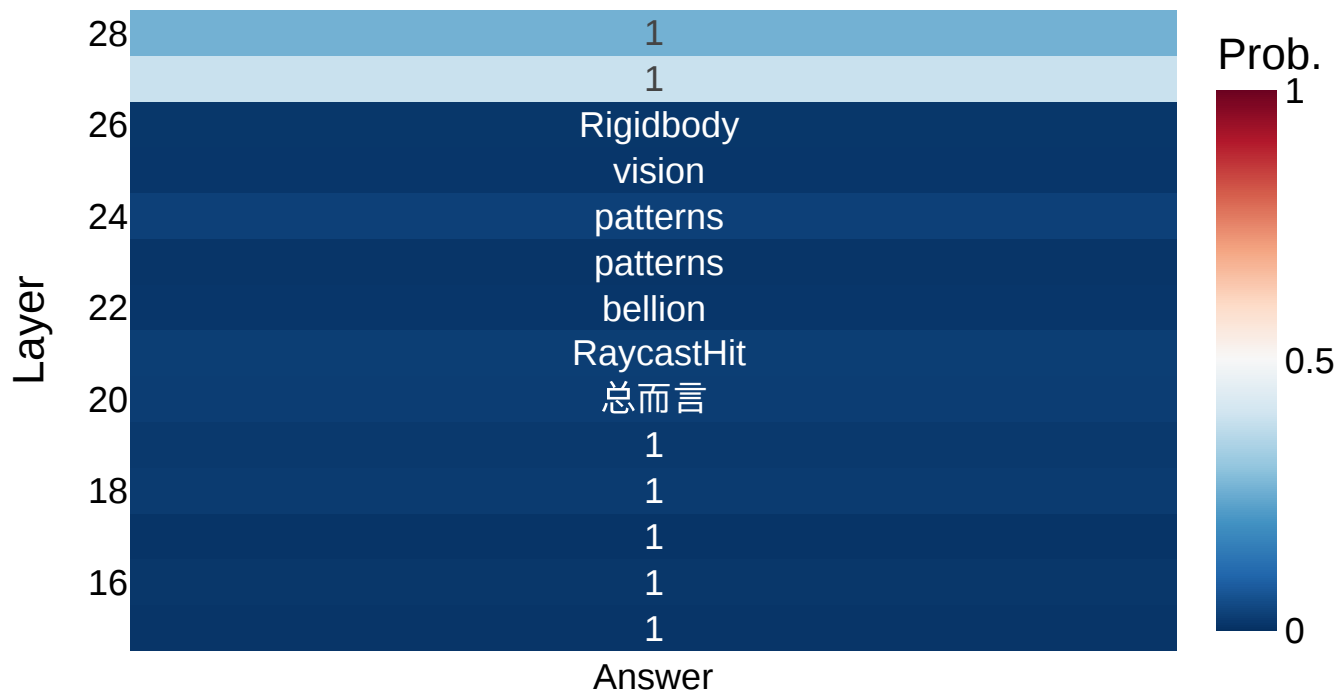 Prob.
28 1 1
1
26 Rigidbody
vision
24 patterns
patterns
22 bellion
RaycastHit
20 总而言
1
18 1
1
16 1
1
0.5
0
Layer
Answer